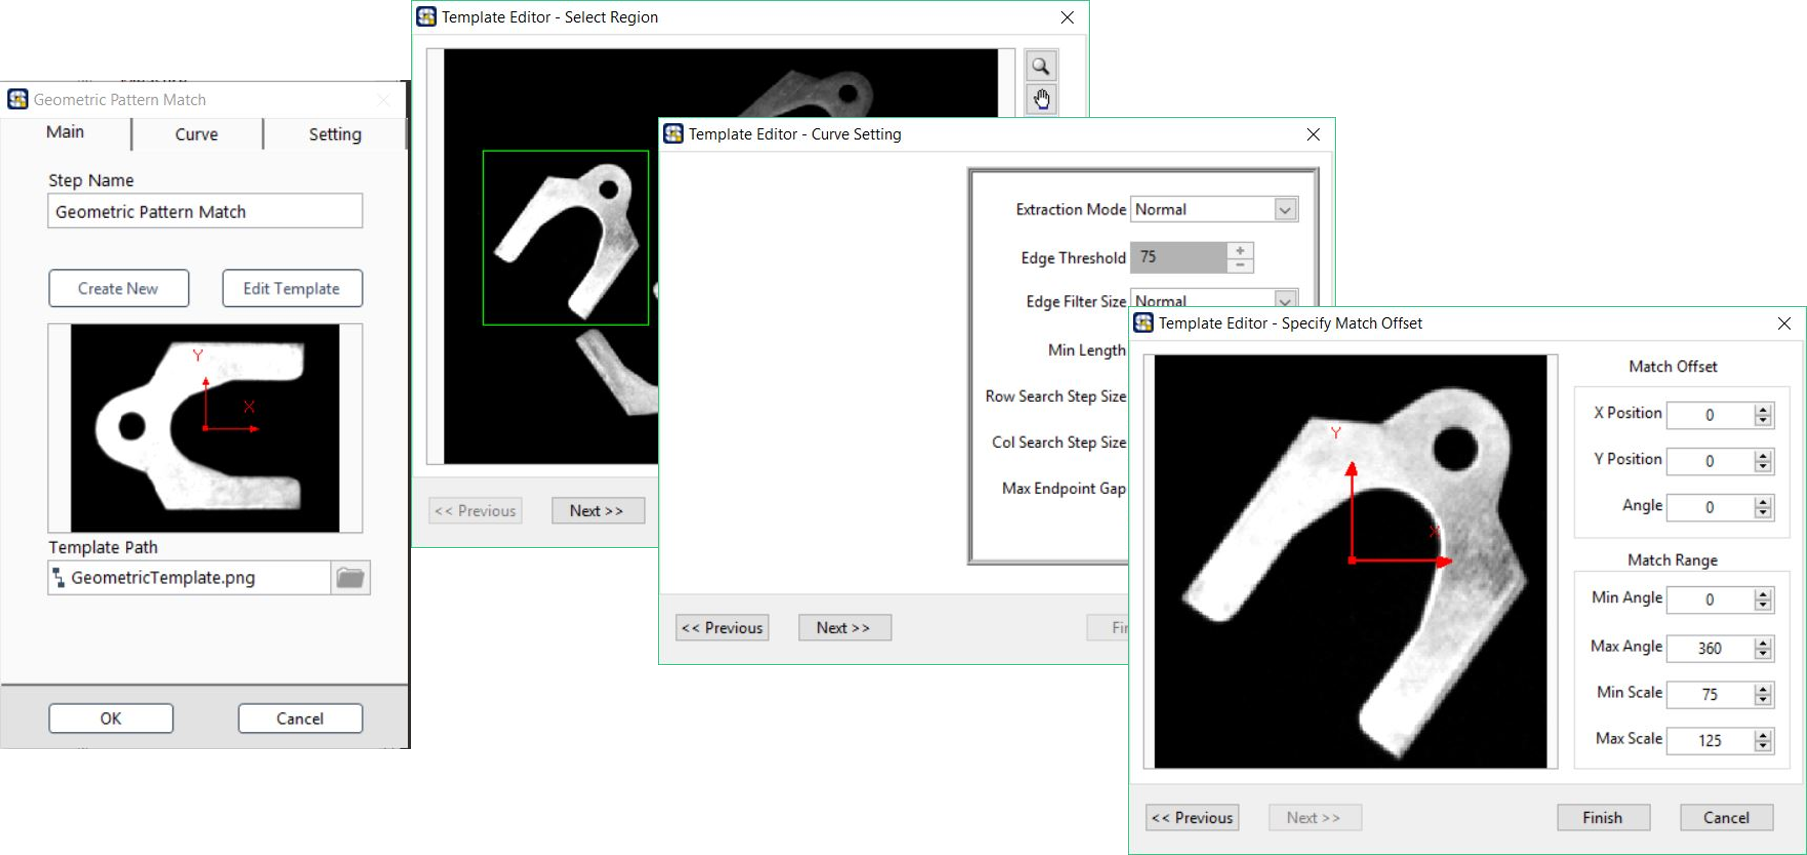 Geometric Pattern Match
Main
Curve
Setting
Step Name
Geometric Pattern Match
Create New
Edit Template
Y
X
Template Path
GeometricTemplate.png
OK
Cancel
Template Editor - Select Region
<< Previous
Next >>
Template Editor - Curve Setting
Extraction Mode Normal
Edge Threshold 75
+
−
Edge Filter Size Normal
Min Length
Row Search Step Size
Col Search Step Size
Max Endpoint Gap
<< Previous
Next >>
Template Editor - Specify Match Offset
Y
X
Match Offset
X Position 0
Y Position 0
Angle 0
Match Range
Min Angle 0
Max Angle 360
Min Scale 75
Max Scale 125
<< Previous
Next >>
Finish
Cancel